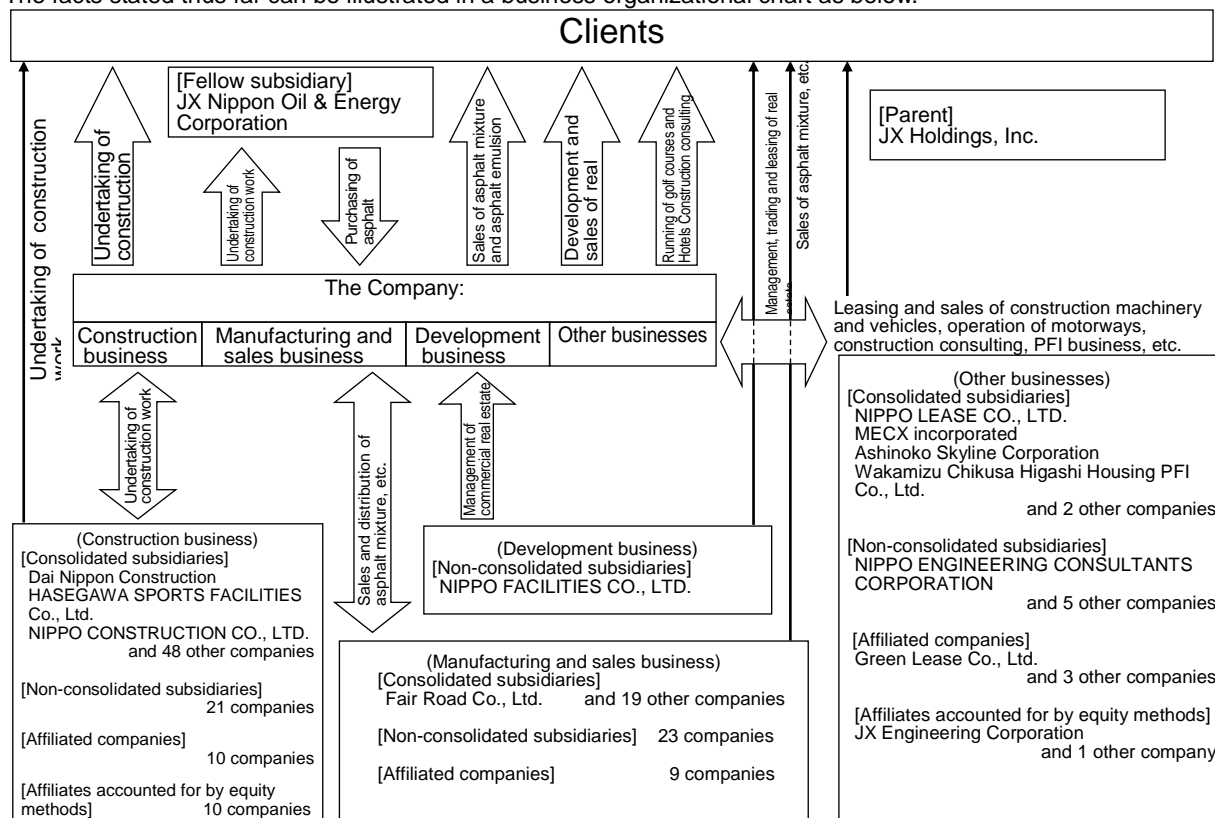 The facts stated thus far can be illustrated in a business organizational chart as below.
Clients
Undertaking of construction
work
Undertaking of
construction
[Fellow subsidiary]
JX Nippon Oil & Energy
Corporation
Undertaking of
construction work
Purchasing of
asphalt
Sales of asphalt mixture
and asphalt emulsion
Development and
sales of real
Running of golf courses and
Hotels Construction consulting
Management, trading and leasing of real
estate
Sales of asphalt mixture, etc.
[Parent]
JX Holdings, Inc.
The Company:
Construction
business
Manufacturing and
sales business
Development
business
Other businesses
Leasing and sales of construction machinery
and vehicles, operation of motorways,
construction consulting, PFI business, etc.
Undertaking of
construction work
Sales and distribution of
asphalt mixture, etc.
Management of
commercial real estate
(Construction business)
[Consolidated subsidiaries]
Dai Nippon Construction
HASEGAWA SPORTS FACILITIES
Co., Ltd.
NIPPO CONSTRUCTION CO., LTD.
and 48 other companies
[Non-consolidated subsidiaries]
21 companies
[Affiliated companies]
10 companies
[Affiliates accounted for by equity
methods] 10 companies
(Development business)
[Non-consolidated subsidiaries]
NIPPO FACILITIES CO., LTD.
(Manufacturing and sales business)
[Consolidated subsidiaries]
Fair Road Co., Ltd. and 19 other companies
[Non-consolidated subsidiaries] 23 companies
[Affiliated companies] 9 companies
(Other businesses)
[Consolidated subsidiaries]
NIPPO LEASE CO., LTD.
MECX incorporated
Ashinoko Skyline Corporation
Wakamizu Chikusa Higashi Housing PFI
Co., Ltd.
and 2 other companies
[Non-consolidated subsidiaries]
NIPPO ENGINEERING CONSULTANTS
CORPORATION
and 5 other companies
[Affiliated companies]
Green Lease Co., Ltd.
and 3 other companies
[Affiliates accounted for by equity methods]
JX Engineering Corporation
and 1 other company